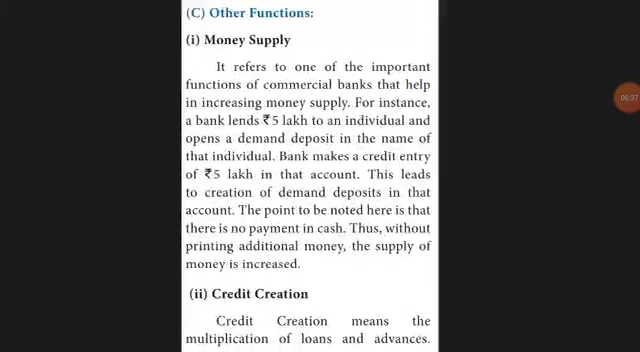 (C) Other Functions:
(i) Money Supply
It refers to one of the important
functions of commercial banks that help
in increasing money supply. For instance,
a bank lends ₹5 lakh to an individual and
opens a demand deposit in the name of
that individual. Bank makes a credit entry
of ₹5 lakh in that account. This leads
to creation of demand deposits in that
account. The point to be noted here is that
there is no payment in cash. Thus, without
printing additional money, the supply of
money is increased.
(ii) Credit Creation
Credit Creation means the
multiplication of loans and advances.
06:37